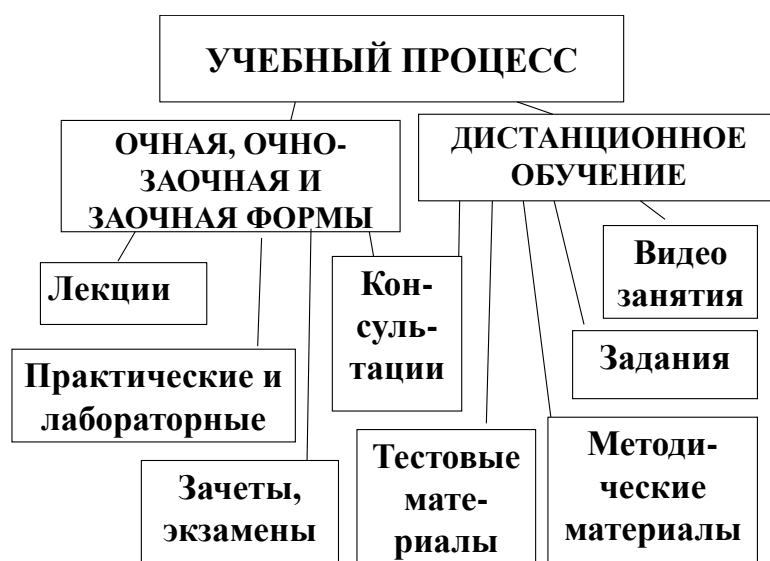 УЧЕБНЫЙ ПРОЦЕСС
ОЧНАЯ, ОЧНО-
ЗАОЧНАЯ И
ЗАОЧНАЯ ФОРМЫ
ДИСТАНЦИОННОЕ
ОБУЧЕНИЕ
Лекции
Практические и
лабораторные
Зачеты,
экзамены
Кон-
суль-
тации
Тестовые
мате-
риалы
Методи-
ческие
материалы
Задания
Видео
занятия